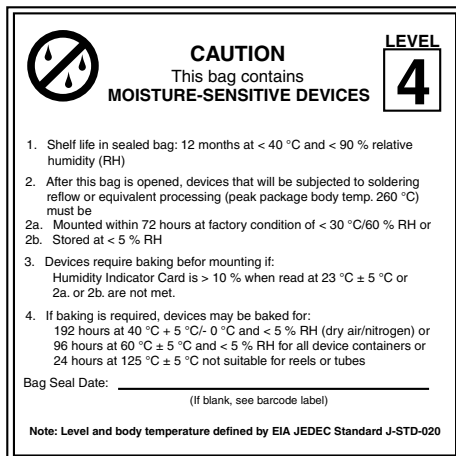 CAUTION
This bag contains
MOISTURE-SENSITIVE DEVICES
LEVEL
4
1. Shelf life in sealed bag: 12 months at < 40 °C and < 90 % relative
humidity (RH)
2. After this bag is opened, devices that will be subjected to soldering
reflow or equivalent processing (peak package body temp. 260 °C)
must be
2a. Mounted within 72 hours at factory condition of < 30 °C/60 % RH or
2b. Stored at < 5 % RH
3. Devices require baking befor mounting if:
Humidity Indicator Card is > 10 % when read at 23 °C ± 5 °C or
2a. or 2b. are not met.
4. If baking is required, devices may be baked for:
192 hours at 40 °C + 5 °C/- 0 °C and < 5 % RH (dry air/nitrogen) or
96 hours at 60 °C ± 5 °C and < 5 % RH for all device containers or
24 hours at 125 °C ± 5 °C not suitable for reels or tubes
Bag Seal Date:
(If blank, see barcode label)
Note: Level and body temperature defined by EIA JEDEC Standard J-STD-020